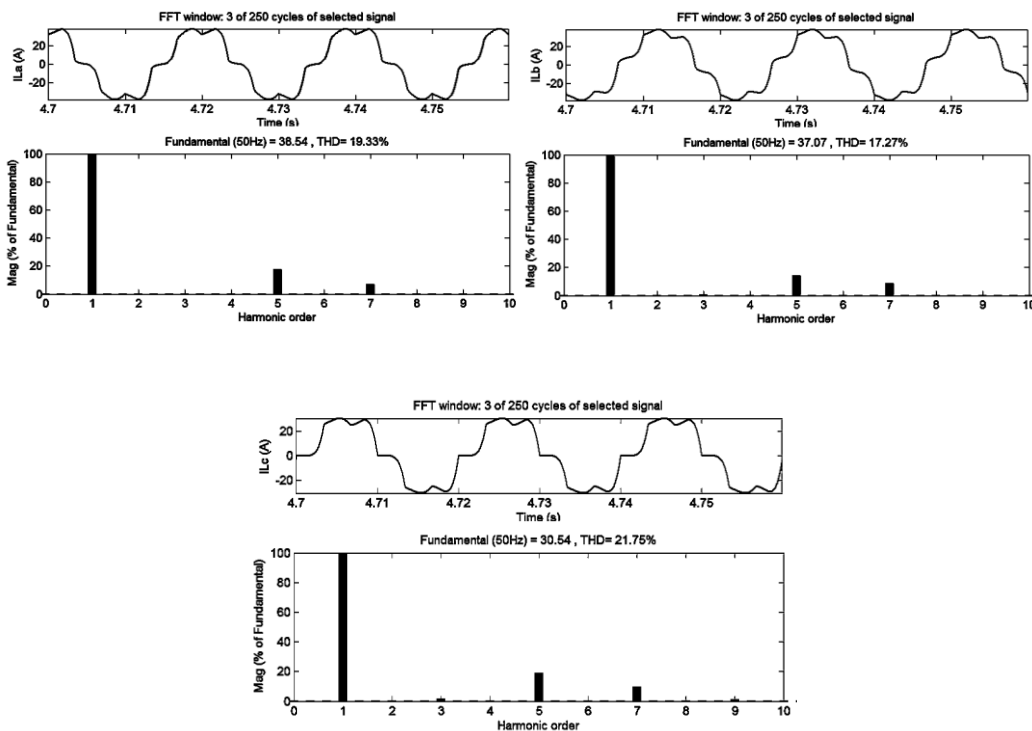 FFT window: 3 of 250 cycles of selected signal
ILa (A)
20
0
-20
4.7 4.71 4.72 4.73 4.74 4.75
Time (s)
Fundamental (50Hz) = 38.54 , THD= 19.33%
Mag (% of Fundamental)
100
80
60
40
20
0
0 1 2 3 4 5 6 7 8 9 10
Harmonic order
FFT window: 3 of 250 cycles of selected signal
ILb (A)
20
0
-20
4.7 4.71 4.72 4.73 4.74 4.75
Time (s)
Fundamental (50Hz) = 37.07 , THD= 17.27%
Mag (% of Fundamental)
100
80
60
40
20
0
0 1 2 3 4 5 6 7 8 9 10
Harmonic order
FFT window: 3 of 250 cycles of selected signal
ILc (A)
20
0
-20
4.7 4.71 4.72 4.73 4.74 4.75
Time (s)
Fundamental (50Hz) = 30.54 , THD= 21.75%
Mag (% of Fundamental)
100
80
60
40
20
0
0 1 2 3 4 5 6 7 8 9 10
Harmonic order